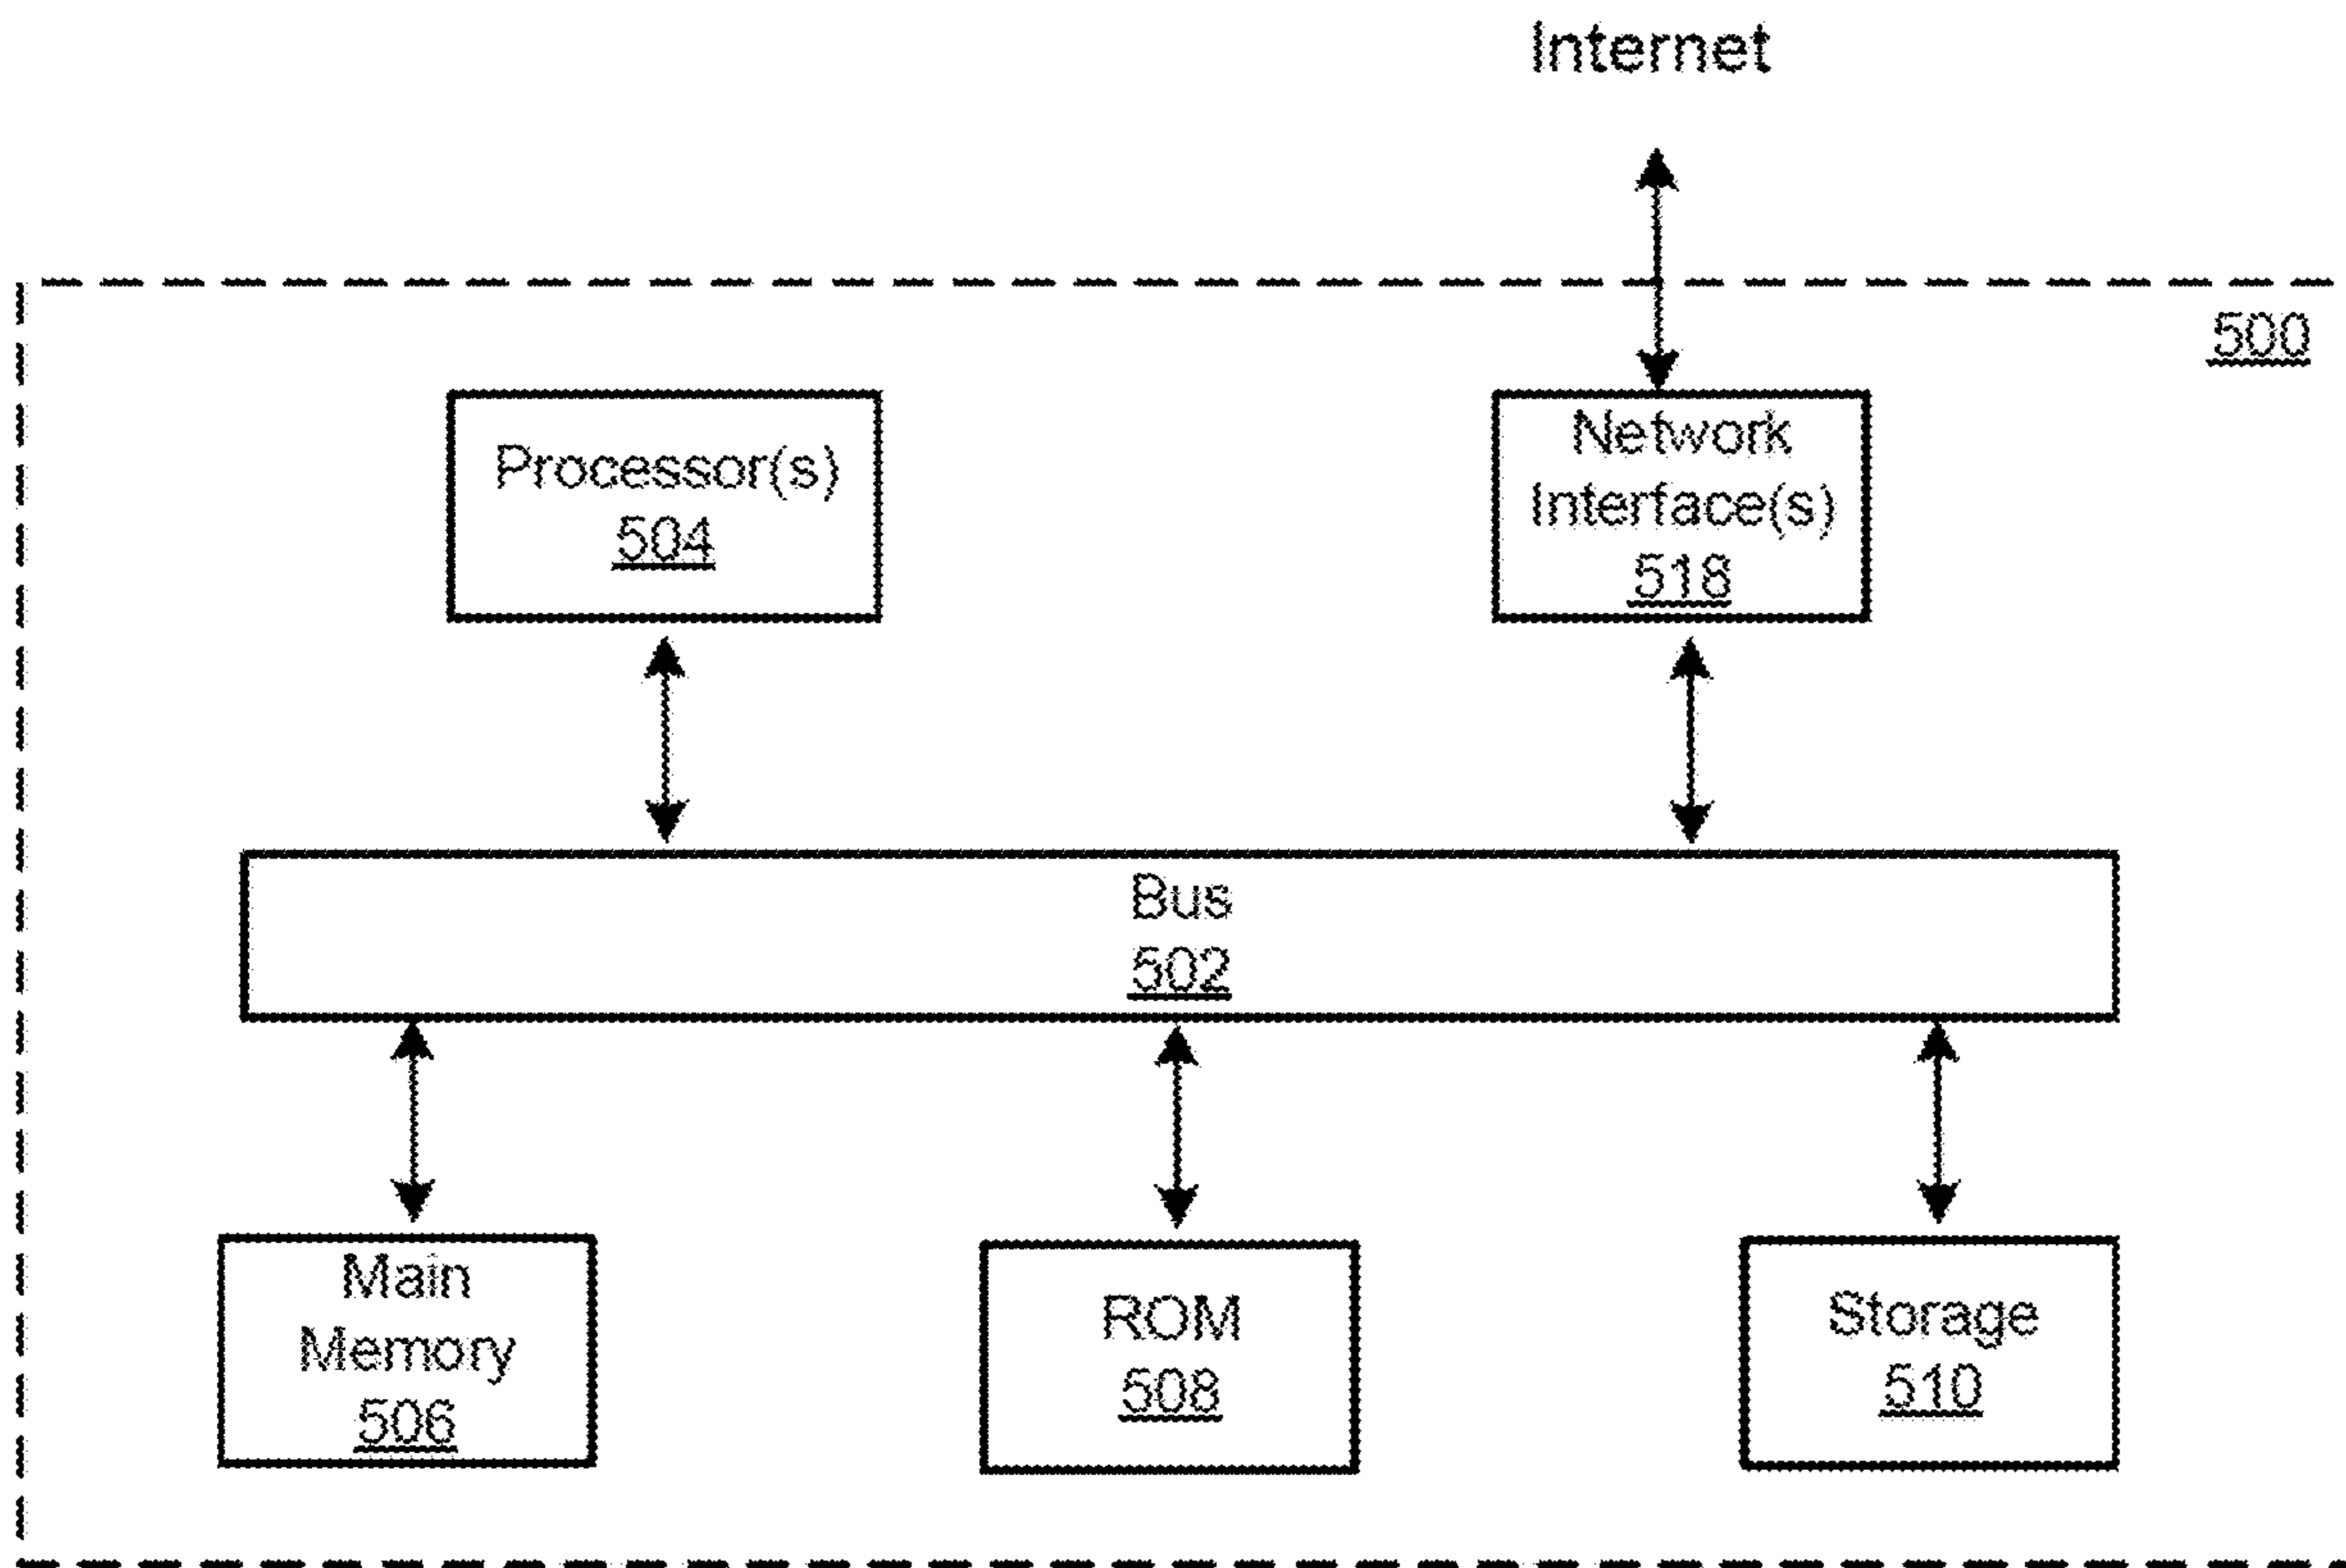 Internet
500
Processor(s)
504
Network
Interface(s)
518
Bus
502
Main
Memory
506
ROM
508
Storage
510